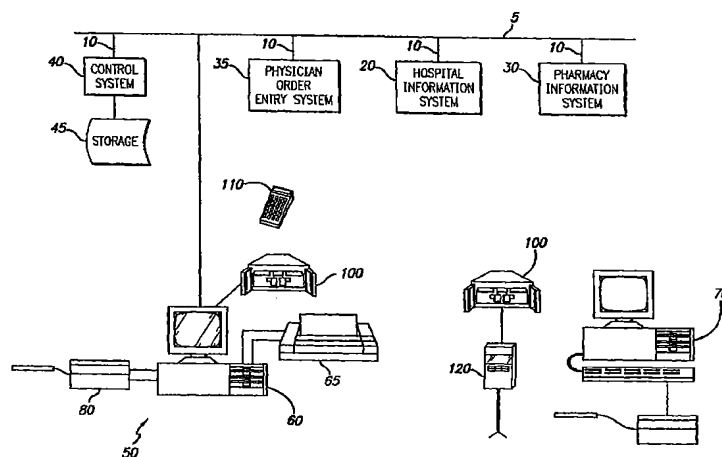 5
10
10
10
10
40
CONTROL
SYSTEM
35
PHYSICIAN
ORDER
ENTRY SYSTEM
20
HOSPITAL
INFORMATION
SYSTEM
30
PHARMACY
INFORMATION
SYSTEM
45
STORAGE
110
100
100
65
120
80
60
50